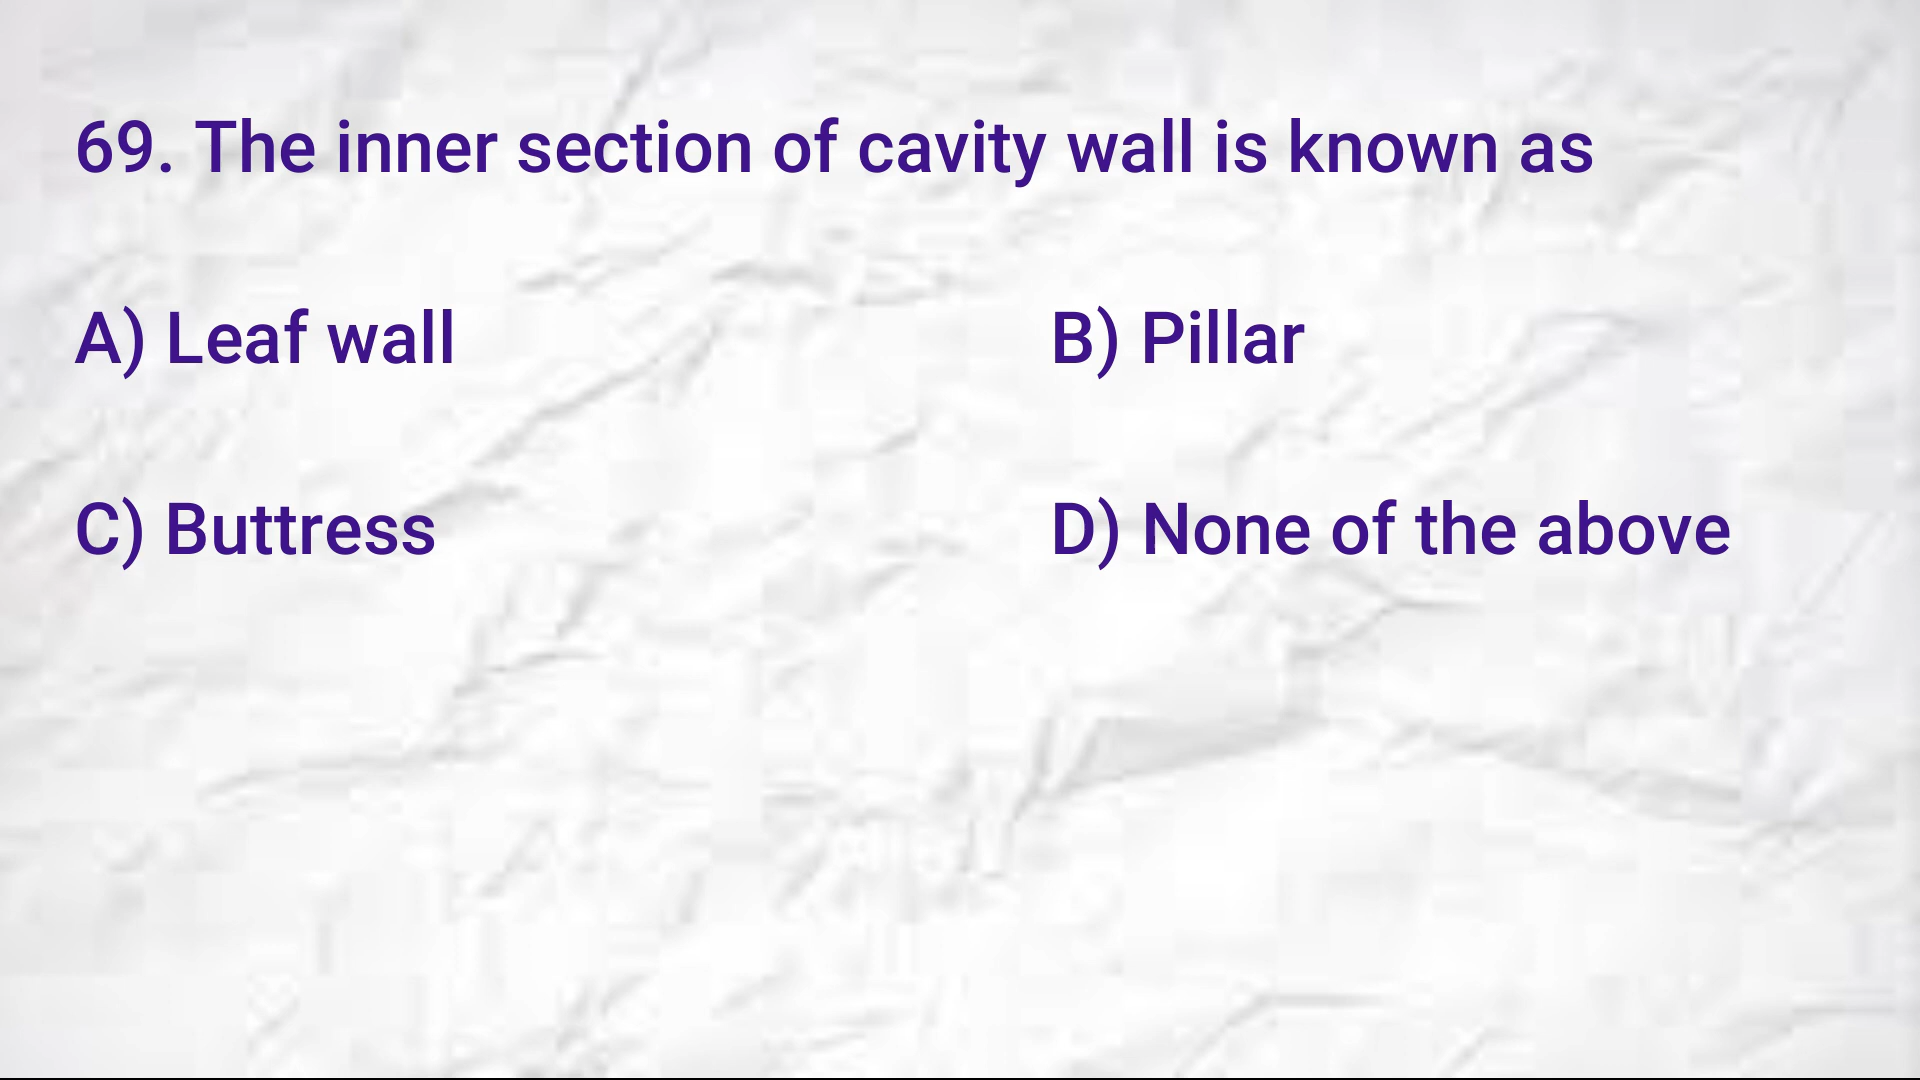 69. The inner section of cavity wall is known as
A) Leaf wall
B) Pillar
C) Buttress
D) None of the above